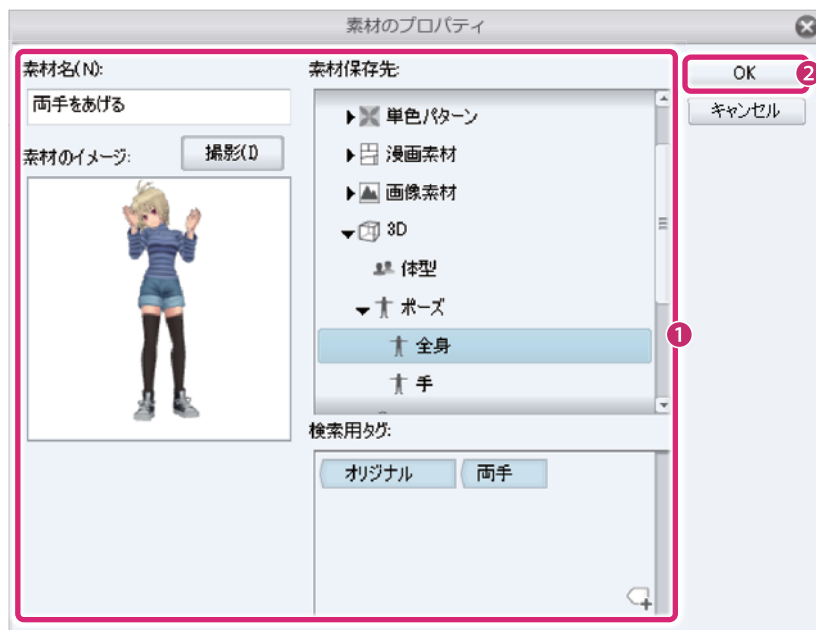 素材のプロパティ
素材名(N):
両手をあげる
素材のイメージ:
撮影(I)
素材保存先:
単色パターン
漫画素材
画像素材
3D
体型
ポーズ
全身
手
検索用タグ:
オリジナル
両手
1
OK
2
キャンセル